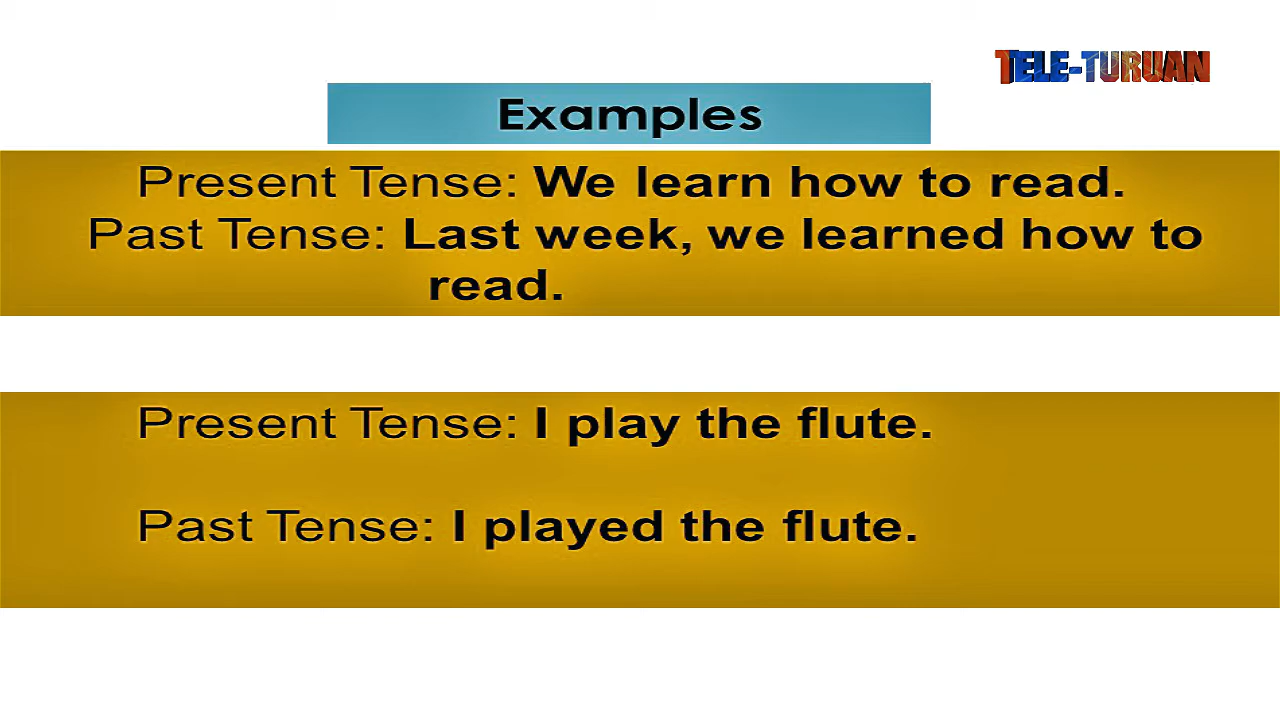 TELE-TURUAN
Examples
Present Tense: We learn how to read.
Past Tense: Last week, we learned how to
read.
Present Tense: I play the flute.
Past Tense: I played the flute.